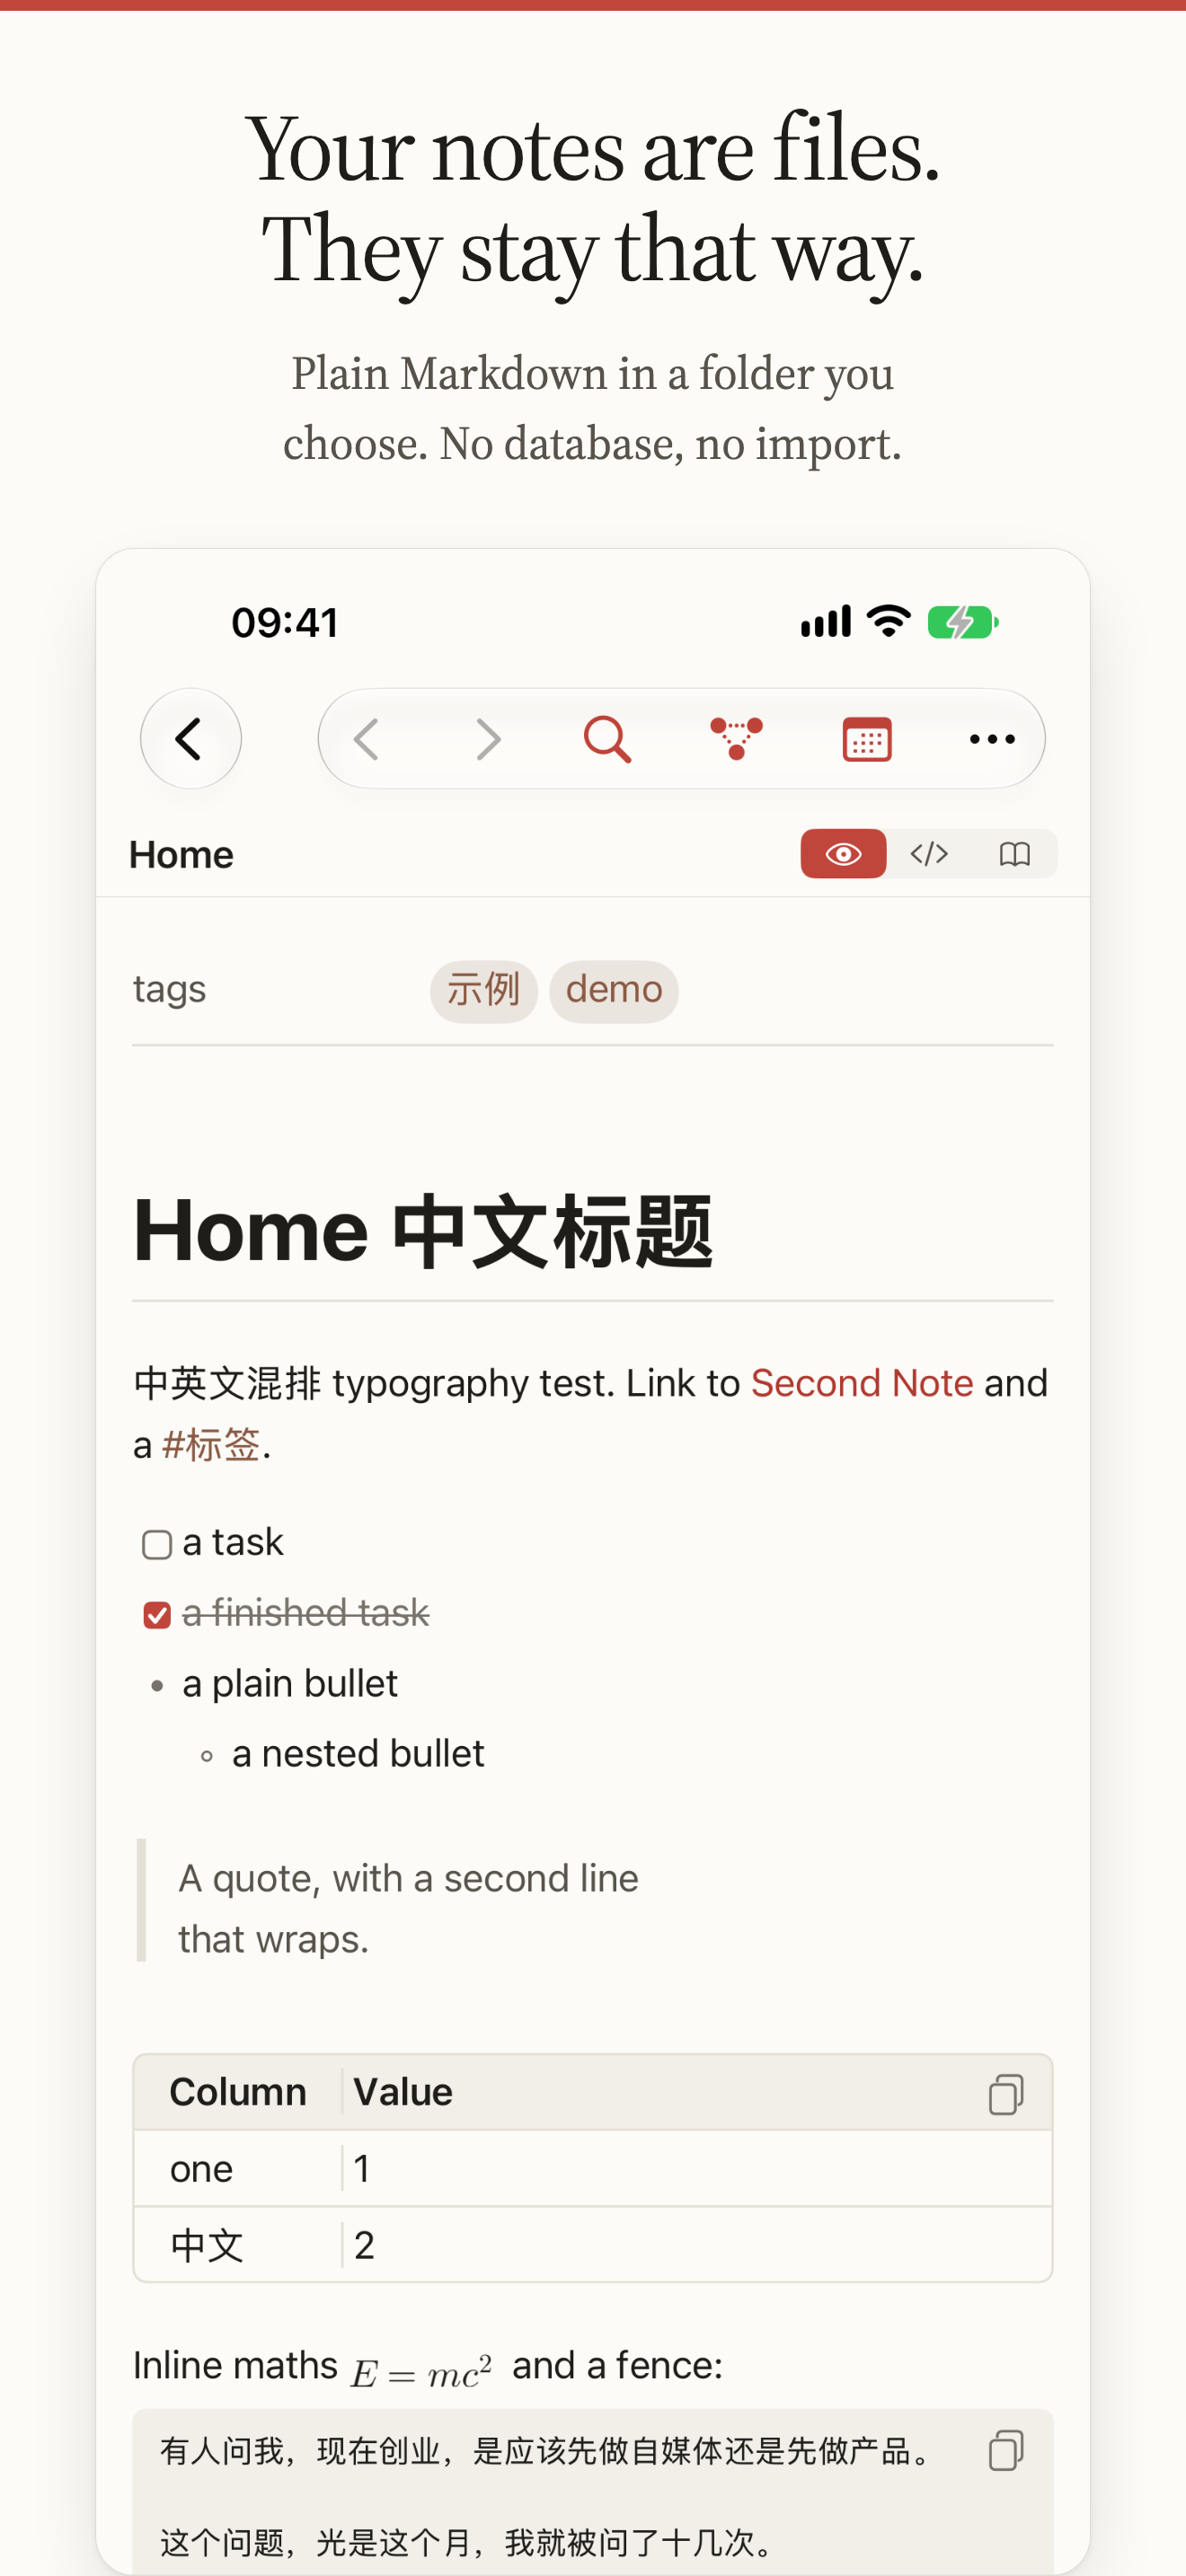 Your notes are files.
They stay that way.
Plain Markdown in a folder you
choose. No database, no import.
09:41
Home
tags 示例 demo
Home 中文标题
中英文混排 typography test. Link to Second Note and
a #标签.
a task
a finished task
a plain bullet
a nested bullet
A quote, with a second line
that wraps.
Column Value
one 1
中文 2
Inline maths E = mc² and a fence:
有人问我，现在创业，是应该先做自媒体还是先做产品。
这个问题，光是这个月，我就被问了十几次。